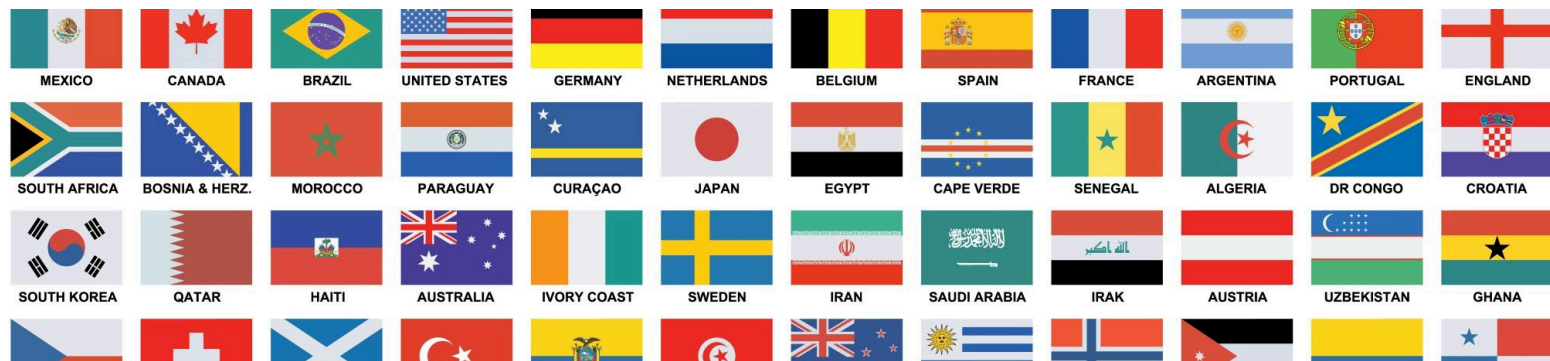 MEXICO CANADA BRAZIL UNITED STATES GERMANY NETHERLANDS BELGIUM SPAIN FRANCE ARGENTINA PORTUGAL ENGLAND
SOUTH AFRICA BOSNIA & HERZ. MOROCCO PARAGUAY CURAÇAO JAPAN EGYPT CAPE VERDE SENEGAL ALGERIA DR CONGO CROATIA
الله اكبر
SOUTH KOREA QATAR HAITI AUSTRALIA IVORY COAST SWEDEN IRAN SAUDI ARABIA IRAK AUSTRIA UZBEKISTAN GHANA